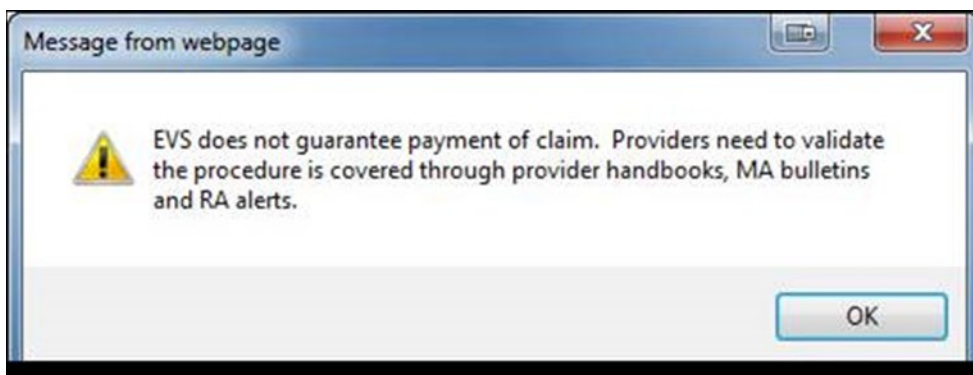 Message from webpage
EVS does not guarantee payment of claim.  Providers need to validate
the procedure is covered through provider handbooks, MA bulletins
and RA alerts.
OK